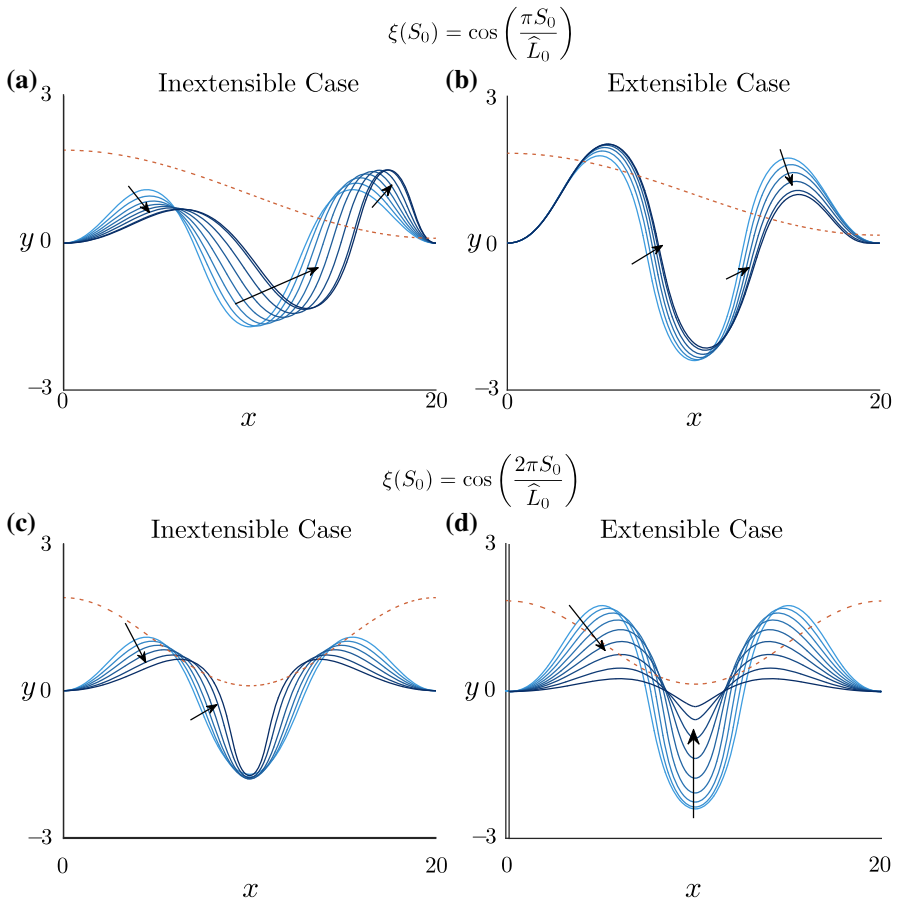 ξ(S₀) = cos (πS₀ / L̂₀)
(a) Inextensible Case
3
y 0
−3
0 20
x
(b) Extensible Case
3
y 0
−3
0 20
x
ξ(S₀) = cos (2πS₀ / L̂₀)
(c) Inextensible Case
3
y 0
−3
0 20
x
(d) Extensible Case
3
y 0
−3
0 20
x